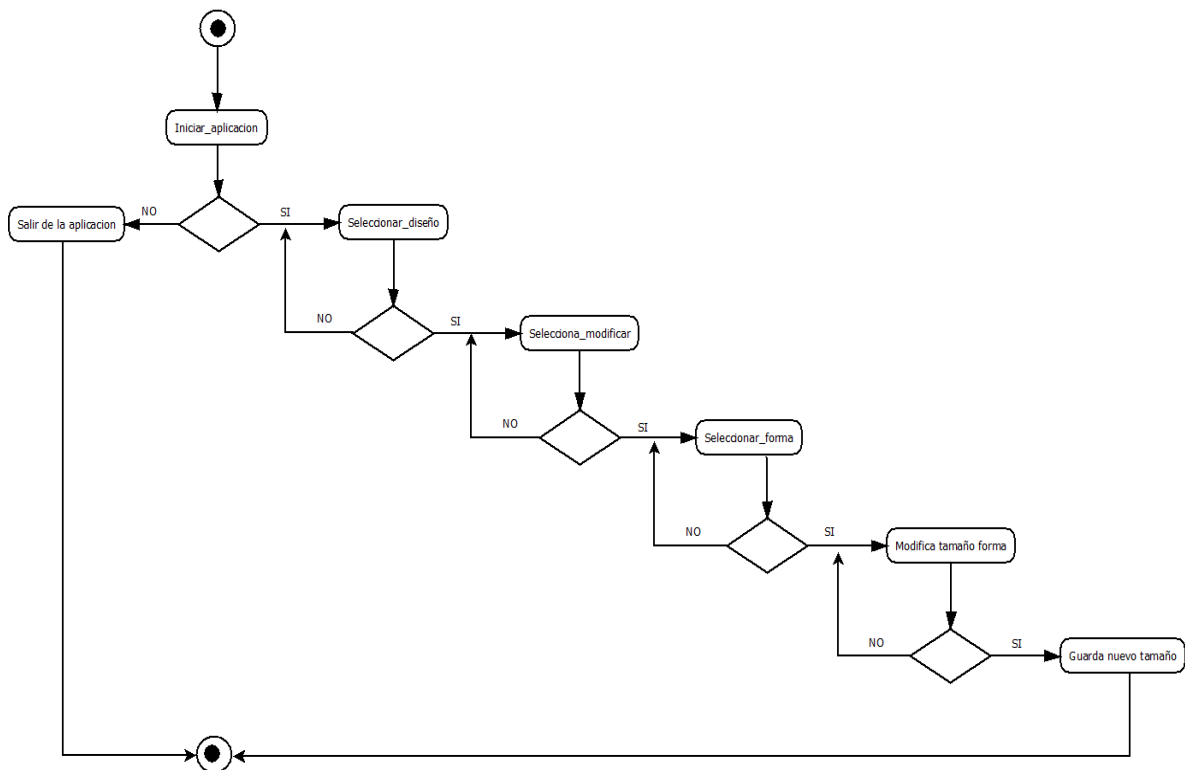 Iniciar_aplicacion
NO
SI
Salir de la aplicacion
Seleccionar_diseño
NO
SI
Selecciona_modificar
NO
SI
Seleccionar_forma
NO
SI
Modifica tamaño forma
NO
SI
Guarda nuevo tamaño